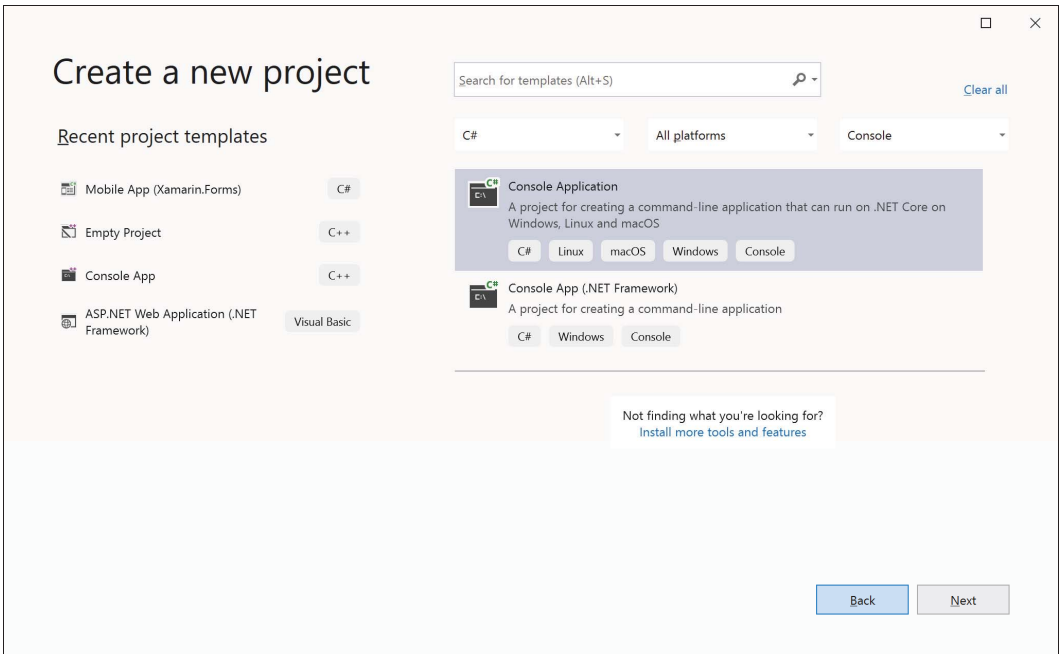 Create a new project
Search for templates (Alt+S)
Clear all
Recent project templates
C#
All platforms
Console
Mobile App (Xamarin.Forms)
C#
Empty Project
C++
Console App
C++
ASP.NET Web Application (.NET
Framework)
Visual Basic
C#
C:\
Console Application
A project for creating a command-line application that can run on .NET Core on
Windows, Linux and macOS
C#
Linux
macOS
Windows
Console
C#
C:\
Console App (.NET Framework)
A project for creating a command-line application
C#
Windows
Console
Not finding what you're looking for?
Install more tools and features
Back
Next